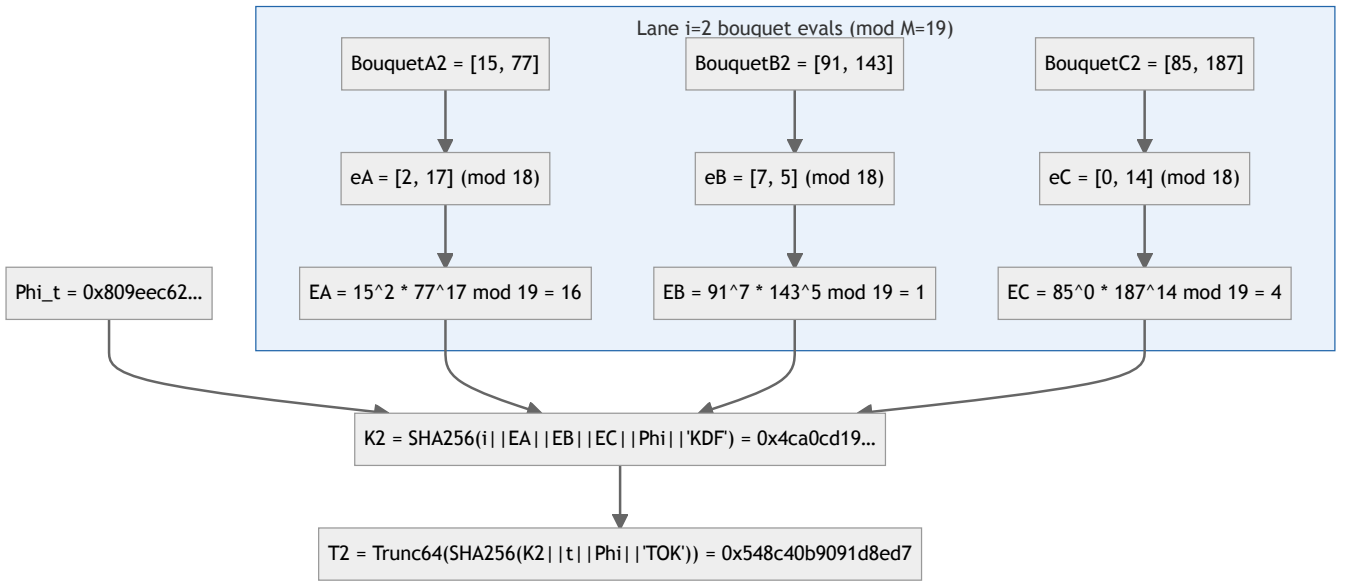 Lane i=2 bouquet evals (mod M=19)
BouquetA2 = [15, 77]
BouquetB2 = [91, 143]
BouquetC2 = [85, 187]
eA = [2, 17] (mod 18)
eB = [7, 5] (mod 18)
eC = [0, 14] (mod 18)
Phi_t = 0x809eec62...
EA = 15^2 * 77^17 mod 19 = 16
EB = 91^7 * 143^5 mod 19 = 1
EC = 85^0 * 187^14 mod 19 = 4
K2 = SHA256(i||EA||EB||EC||Phi||'KDF') = 0x4ca0cd19...
T2 = Trunc64(SHA256(K2||t||Phi||'TOK')) = 0x548c40b9091d8ed7